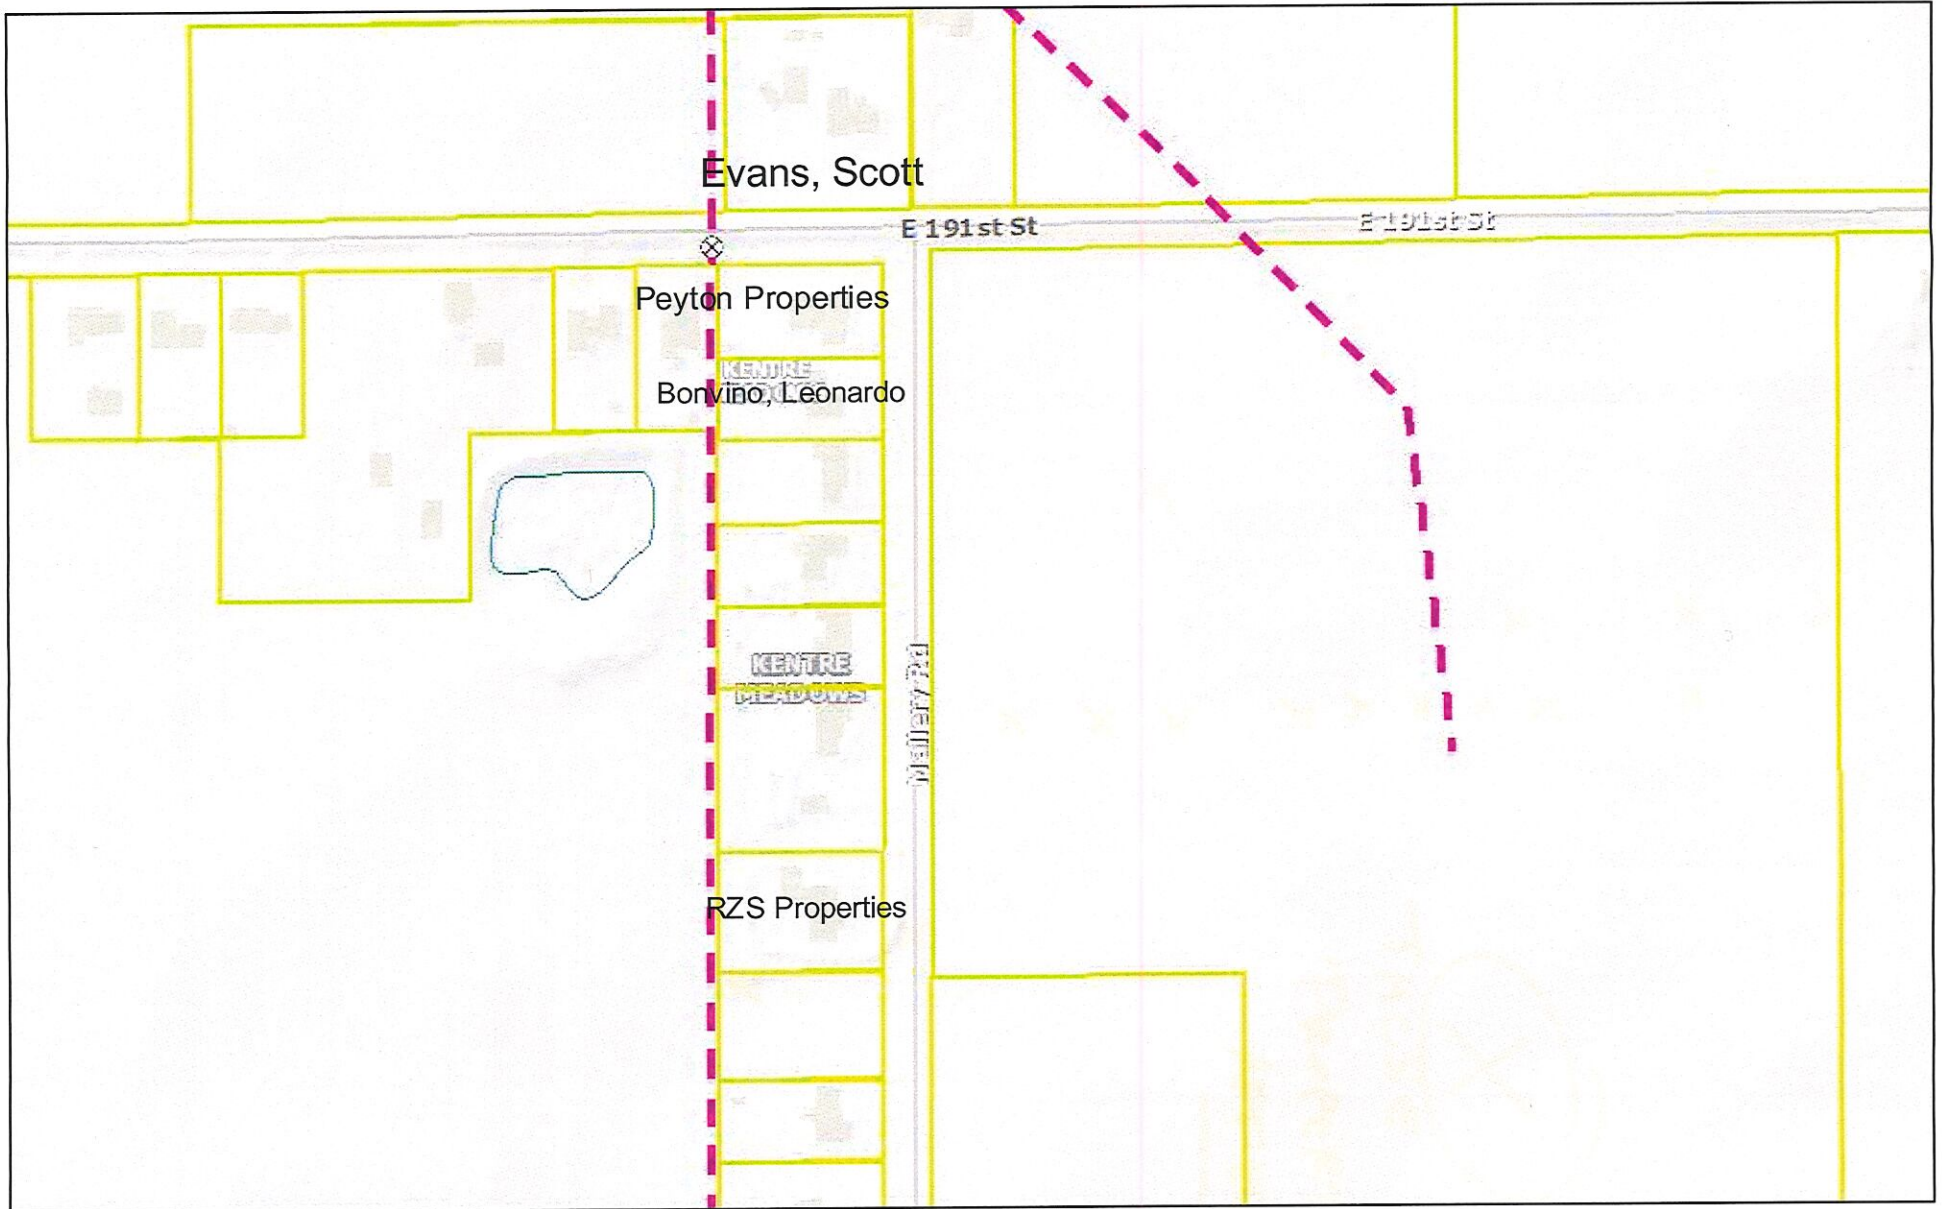 Evans, Scott
E 191st St
E 191st St
Peyton Properties
KENTRE
Bonvino, Leonardo
KENTRE
MEADOWS
Mallery Rd
RZS Properties